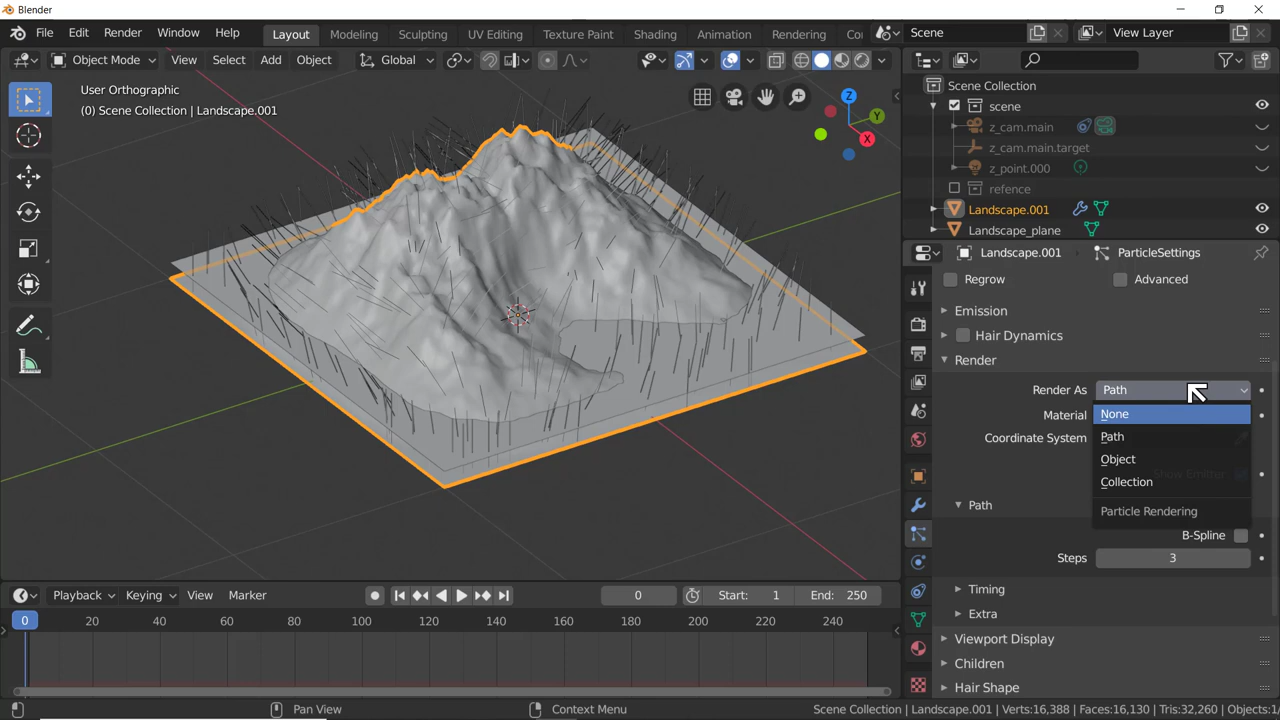 Blender
File Edit Render Window Help
Layout Modeling Sculpting UV Editing Texture Paint Shading Animation Rendering Co
Scene
View Layer
Object Mode View Select Add Object Global
User Orthographic
(0) Scene Collection | Landscape.001
Z
Y
X
Scene Collection
scene
z_cam.main
z_cam.main.target
z_point.000
refence
Landscape.001
Landscape_plane
Landscape.001 ParticleSettings
Regrow Advanced
Emission
Hair Dynamics
Render
Render As Path
Material None
Coordinate System Path
Object
Collection
Particle Rendering
Path
B-Spline
Steps 3
Timing
Extra
Viewport Display
Children
Hair Shape
Playback Keying View Marker
0 Start: 1 End: 250
0 20 40 60 80 100 120 140 160 180 200 220 240
Pan View
Context Menu
Scene Collection | Landscape.001 | Verts:16,388 | Faces:16,130 | Tris:32,260 | Objects:1/